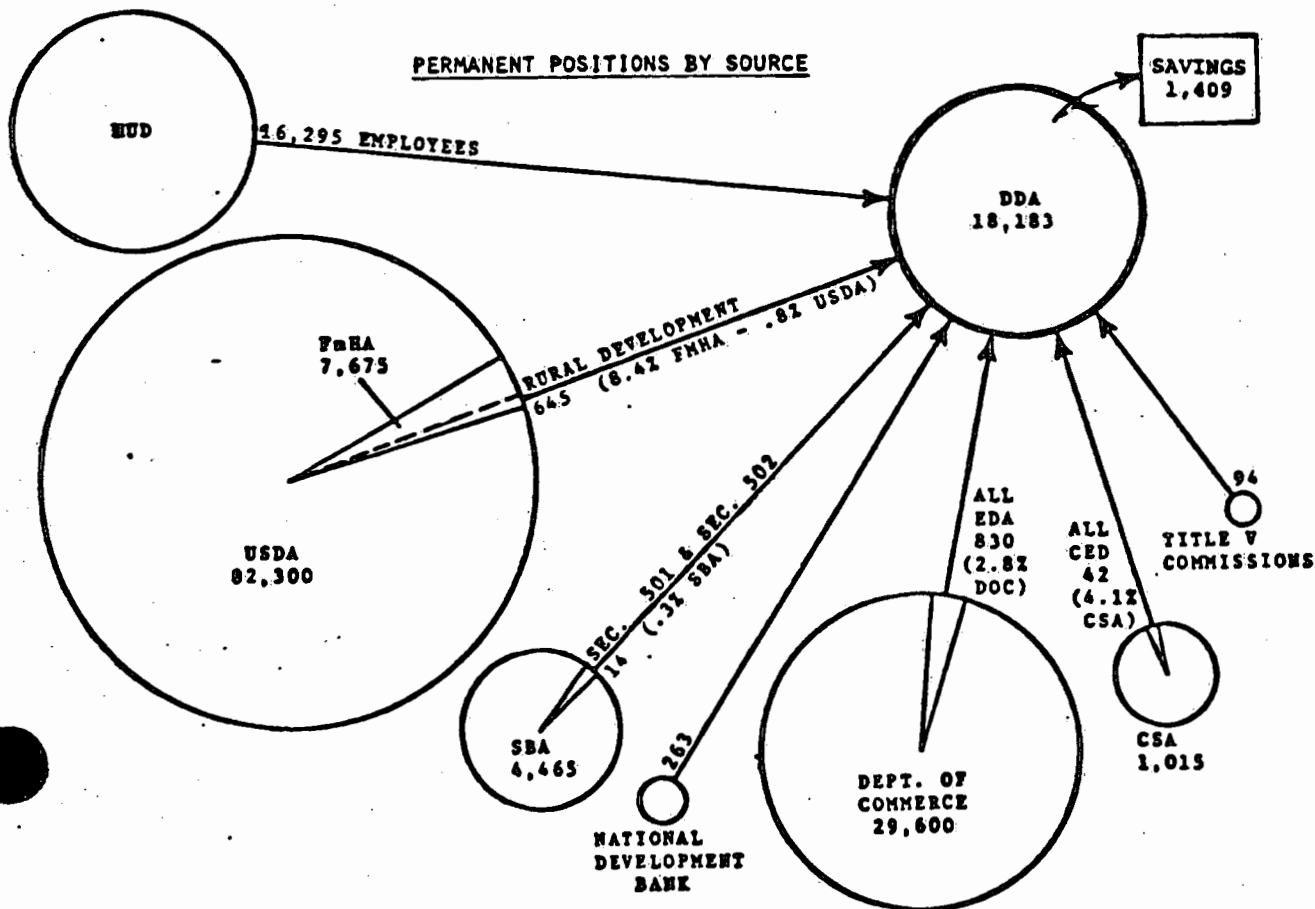 PERMANENT POSITIONS BY SOURCE
SAVINGS
1,409
HUD
16,295 EMPLOYEES
DDA
18,183
FmHA
7,675
RURAL DEVELOPMENT
645 (8.4% FMHA - .8% USDA)
USDA
82,300
SEC. 501 & SEC. 502
14 (.3% SBA)
SBA
4,465
263
NATIONAL
DEVELOPMENT
BANK
ALL
EDA
830
(2.8%
DOC)
DEPT. OF
COMMERCE
29,600
ALL
CED
42
(4.1%
CSA)
CSA
1,015
94
TITLE V
COMMISSIONS